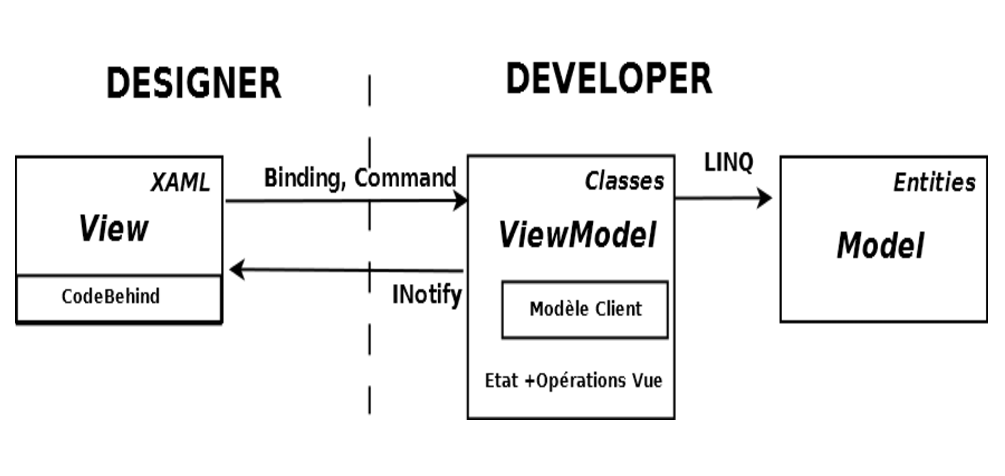 DESIGNER
DEVELOPER
XAML
View
CodeBehind
Binding, Command
INotify
Classes
ViewModel
Modèle Client
Etat +Opérations Vue
LINQ
Entities
Model